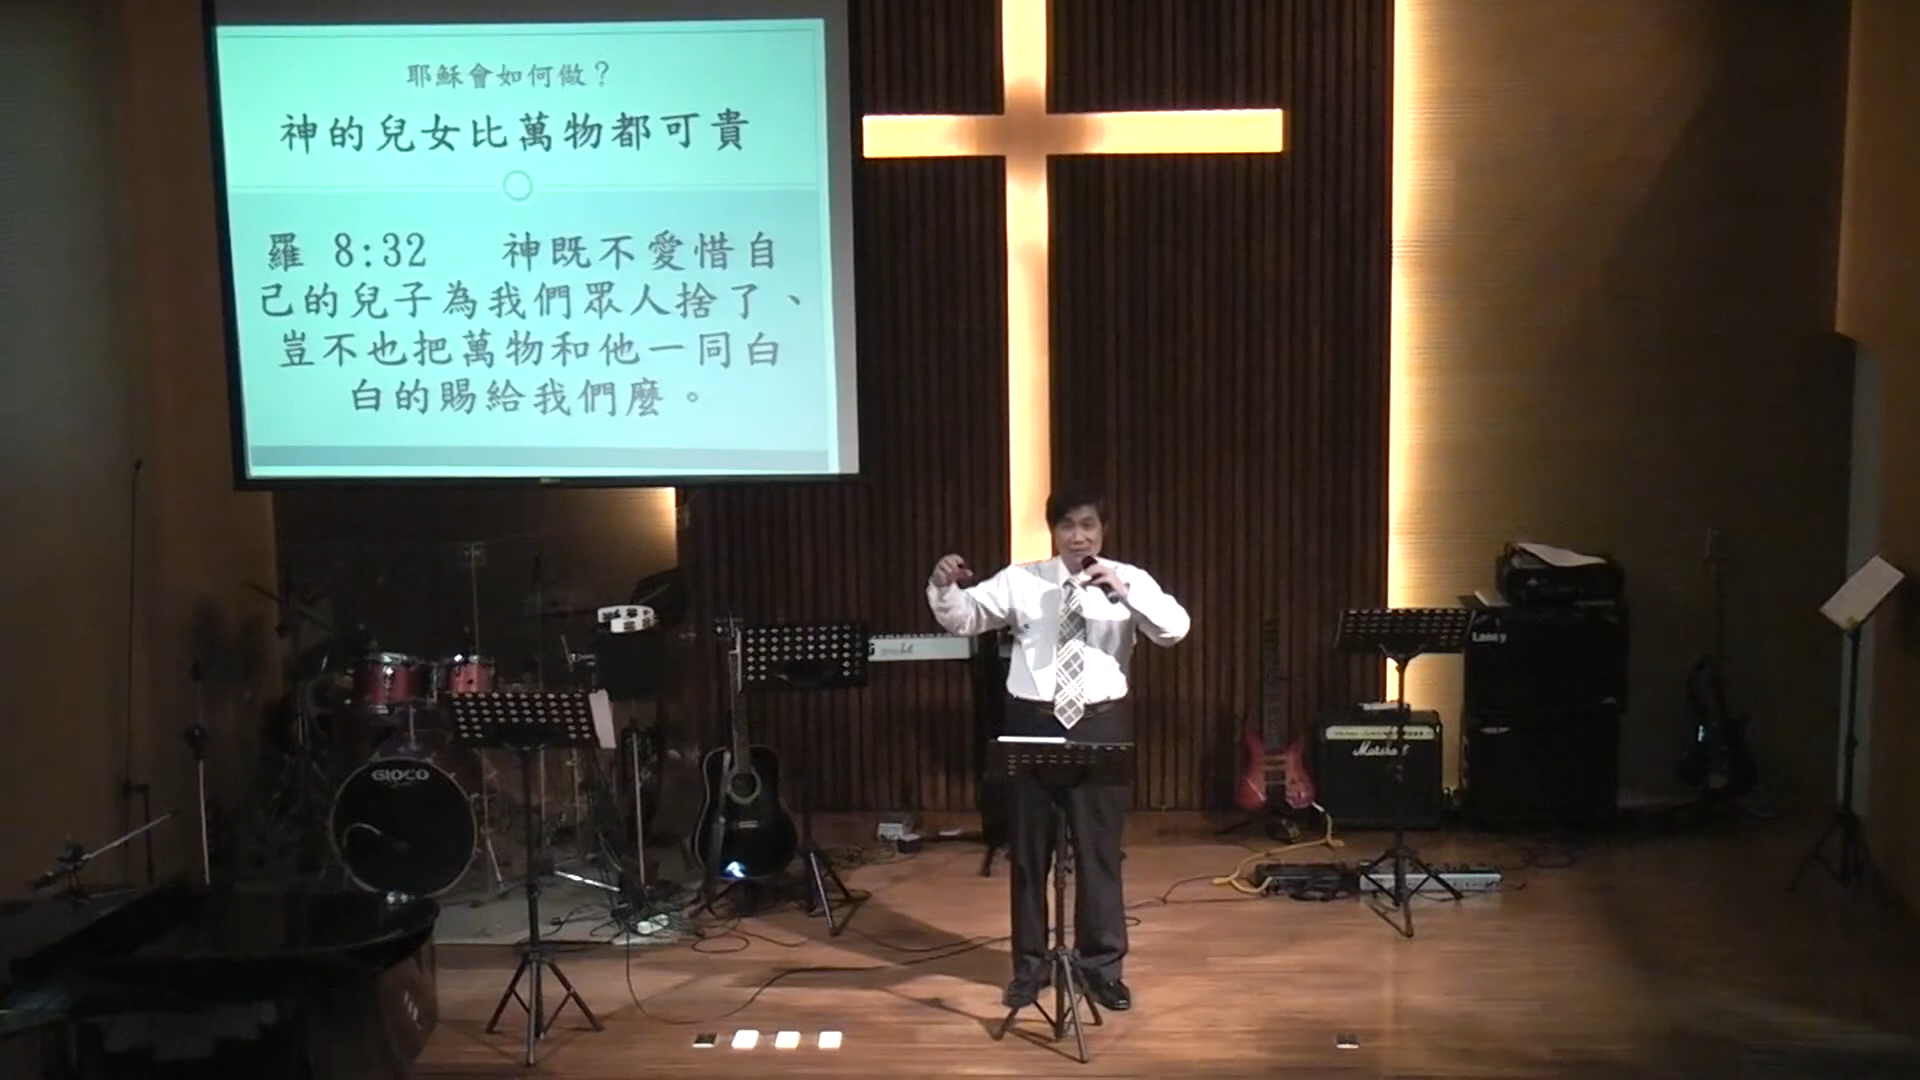 耶穌會如何做？
神的兒女比萬物都可貴
羅 8:32 神既不愛惜自
己的兒子為我們眾人捨了、
豈不也把萬物和他一同白
白的賜給我們麼。
GIOCO
Laney
Marshall